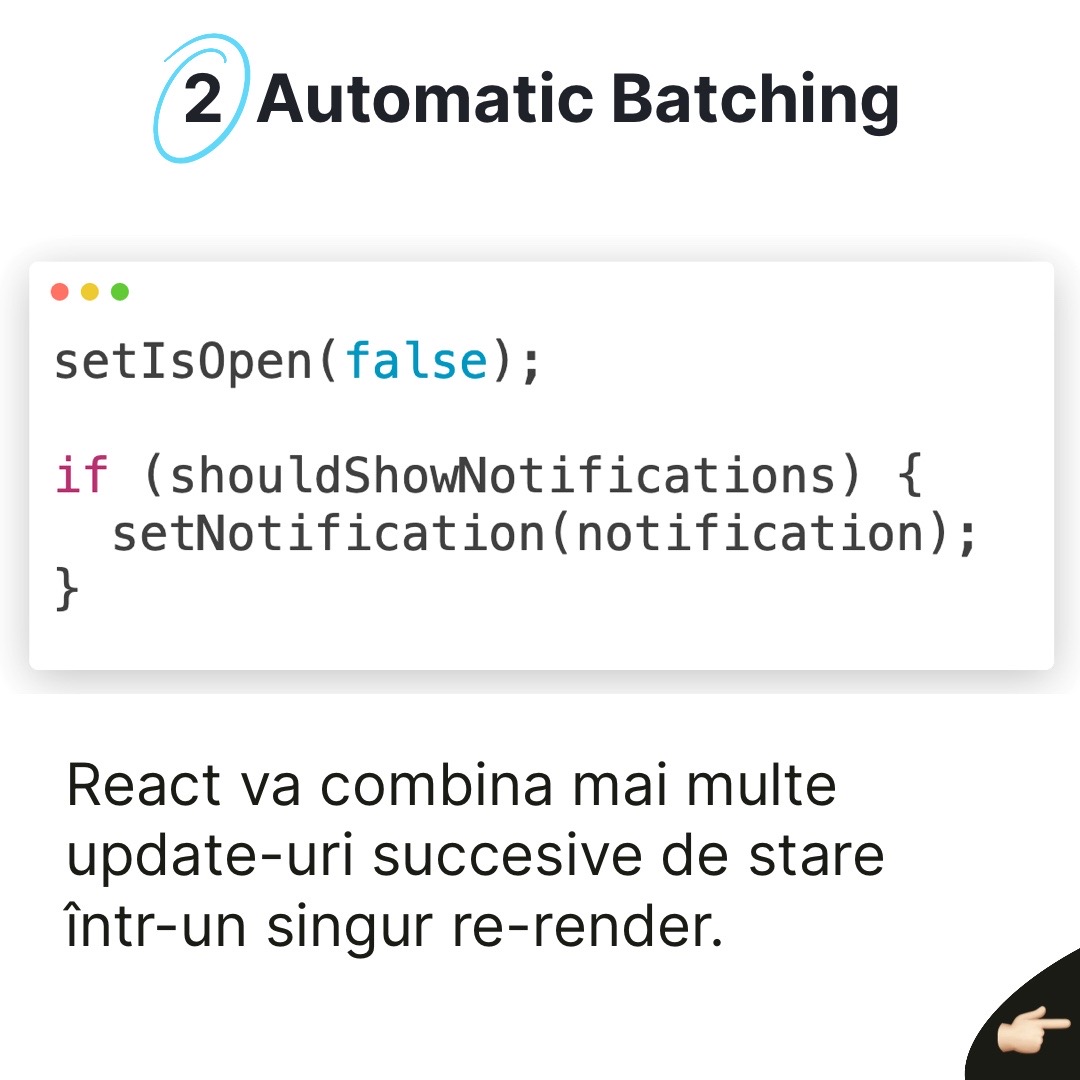 2 Automatic Batching
setIsOpen(false);
if (shouldShowNotifications) {
  setNotification(notification);
}
React va combina mai multe
update-uri succesive de stare
într-un singur re-render.